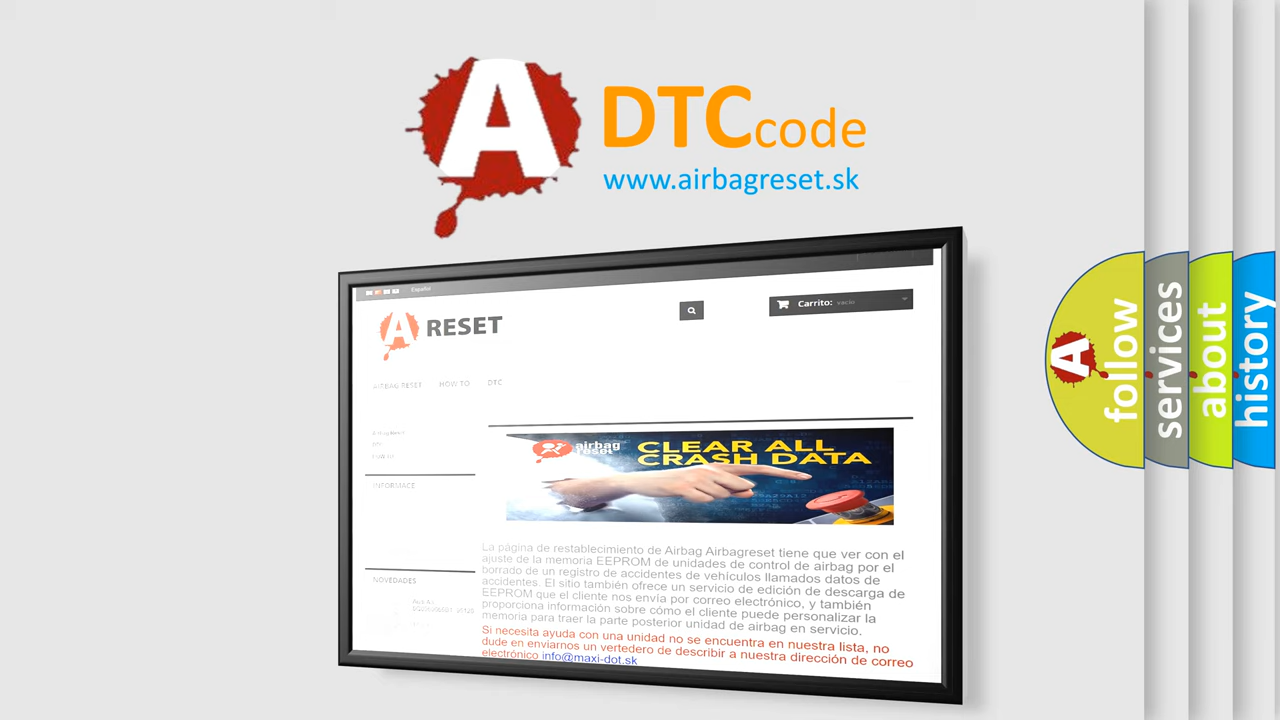 A DTCcode
www.airbagreset.sk
Español
A RESET
Carrito: vacío
AIRBAG RESET HOW TO DTC
airbag reset
CLEAR ALL
CRASH DATA
INFORMACE
La página de restablecimiento de Airbag Airbagreset tiene que ver con el
ajuste de la memoria EEPROM de unidades de control de airbag por el
borrado de un registro de accidentes de vehículos llamados datos de
accidentes. El sitio también ofrece un servicio de edición de descarga de
EEPROM que el cliente nos envía por correo electrónico, y también
proporciona información sobre cómo el cliente puede personalizar la
memoria para traer la parte posterior unidad de airbag en servicio.
Si necesita ayuda con una unidad no se encuentra en nuestra lista, no
dude en enviarnos un vertedero de describir a nuestra dirección de correo
electrónico info@maxi-dot.sk
NOVEDADES
A
follow
services
about
history